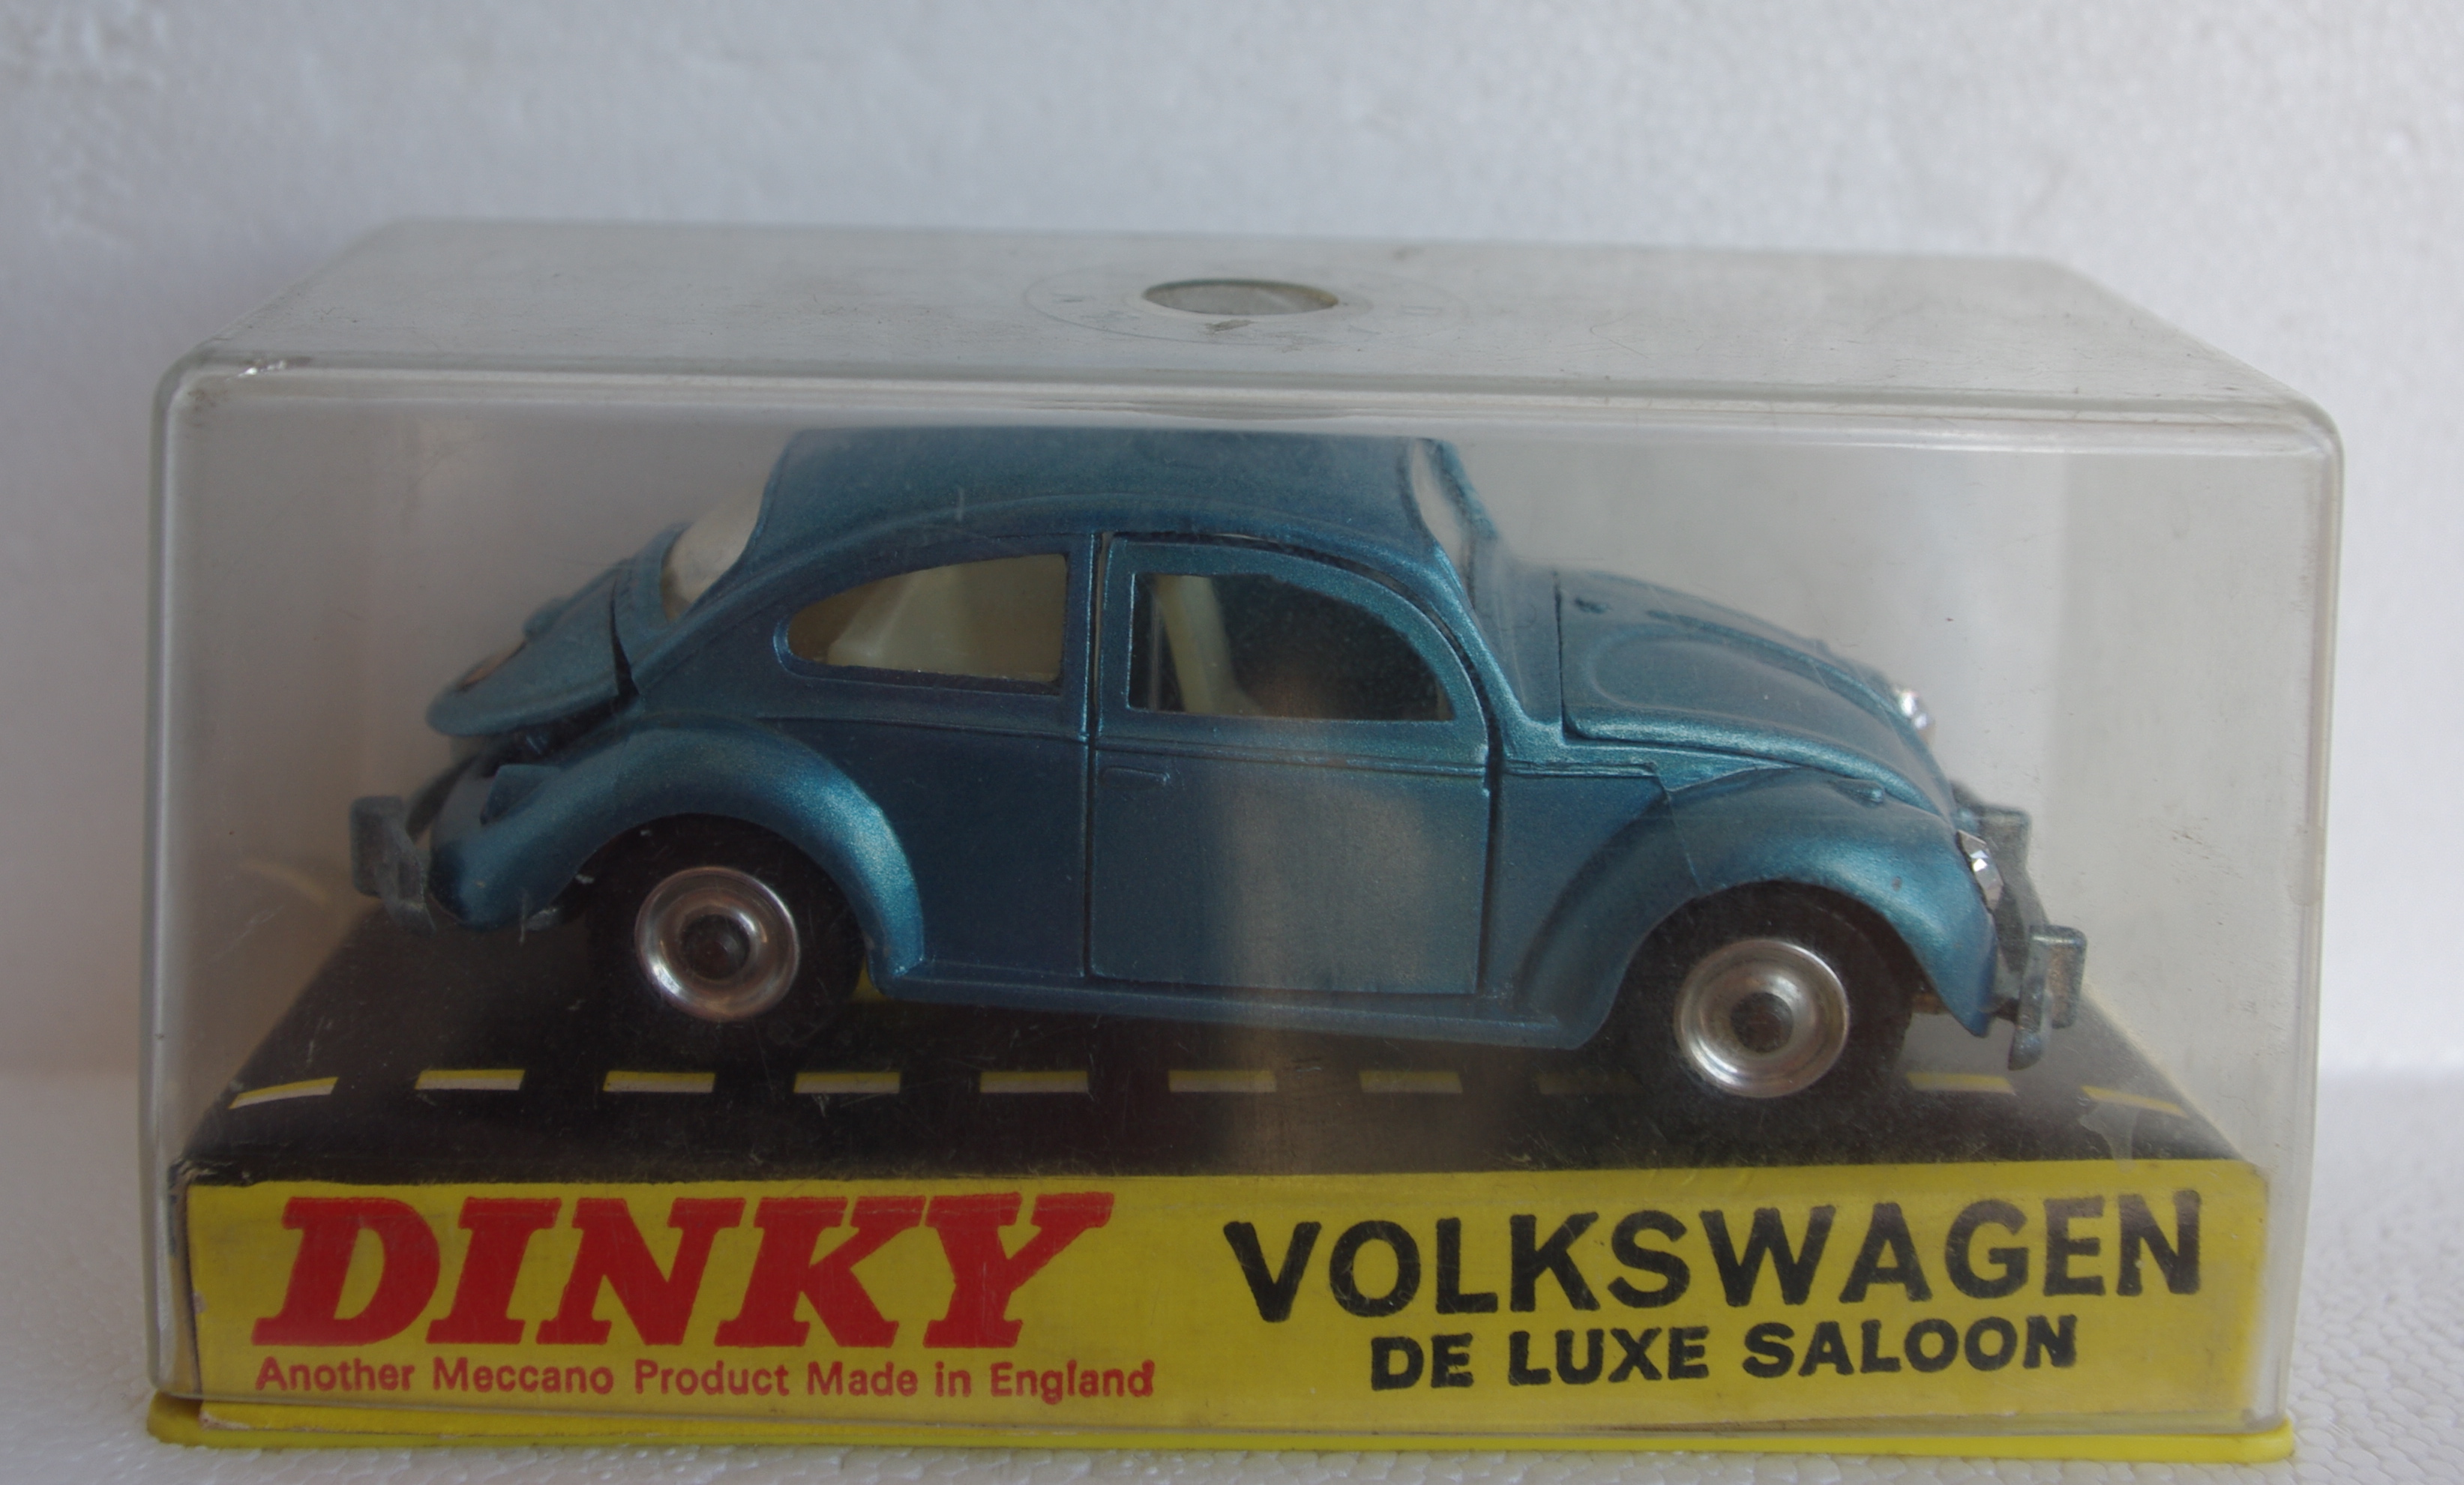 DINKY
Another Meccano Product Made in England
VOLKSWAGEN
DE LUXE SALOON